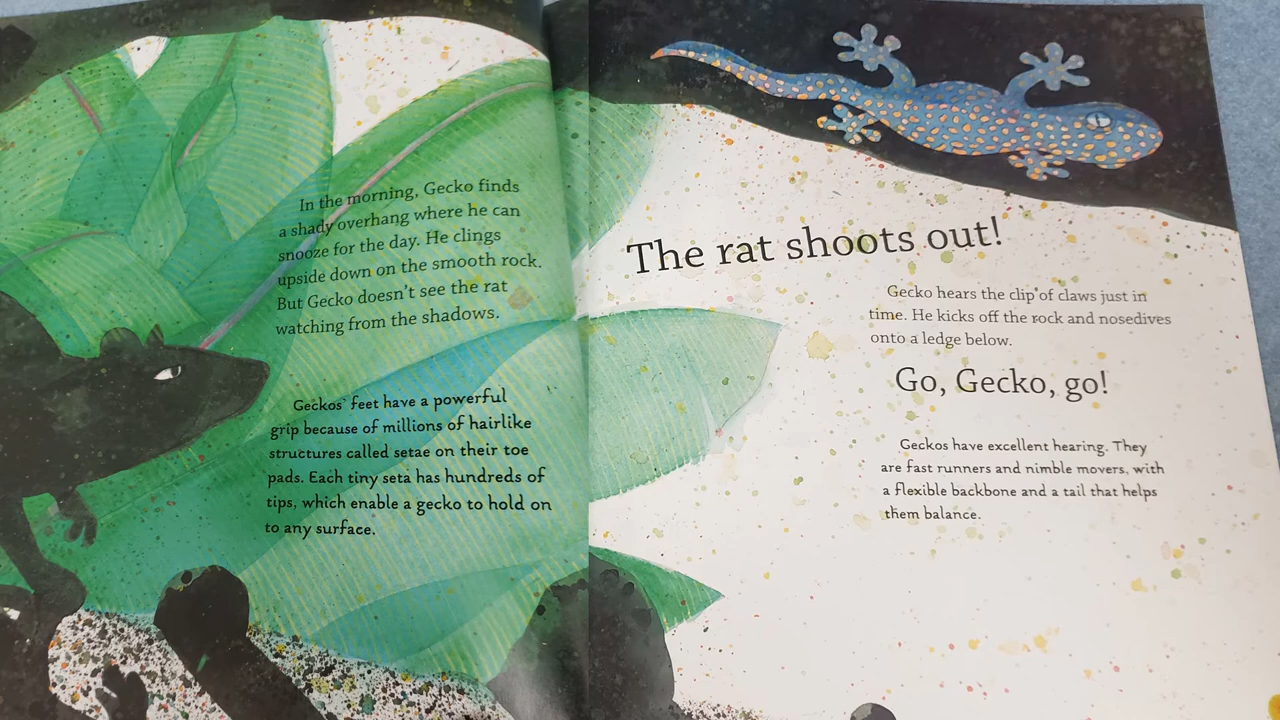 In the morning, Gecko finds
a shady overhang where he can
snooze for the day. He clings
upside down on the smooth rock.
But Gecko doesn't see the rat
watching from the shadows.
Geckos' feet have a powerful
grip because of millions of hairlike
structures called setae on their toe
pads. Each tiny seta has hundreds of
tips, which enable a gecko to hold on
to any surface.
The rat shoots out!
Gecko hears the clip of claws just in
time. He kicks off the rock and nosedives
onto a ledge below.
Go, Gecko, go!
Geckos have excellent hearing. They
are fast runners and nimble movers, with
a flexible backbone and a tail that helps
them balance.